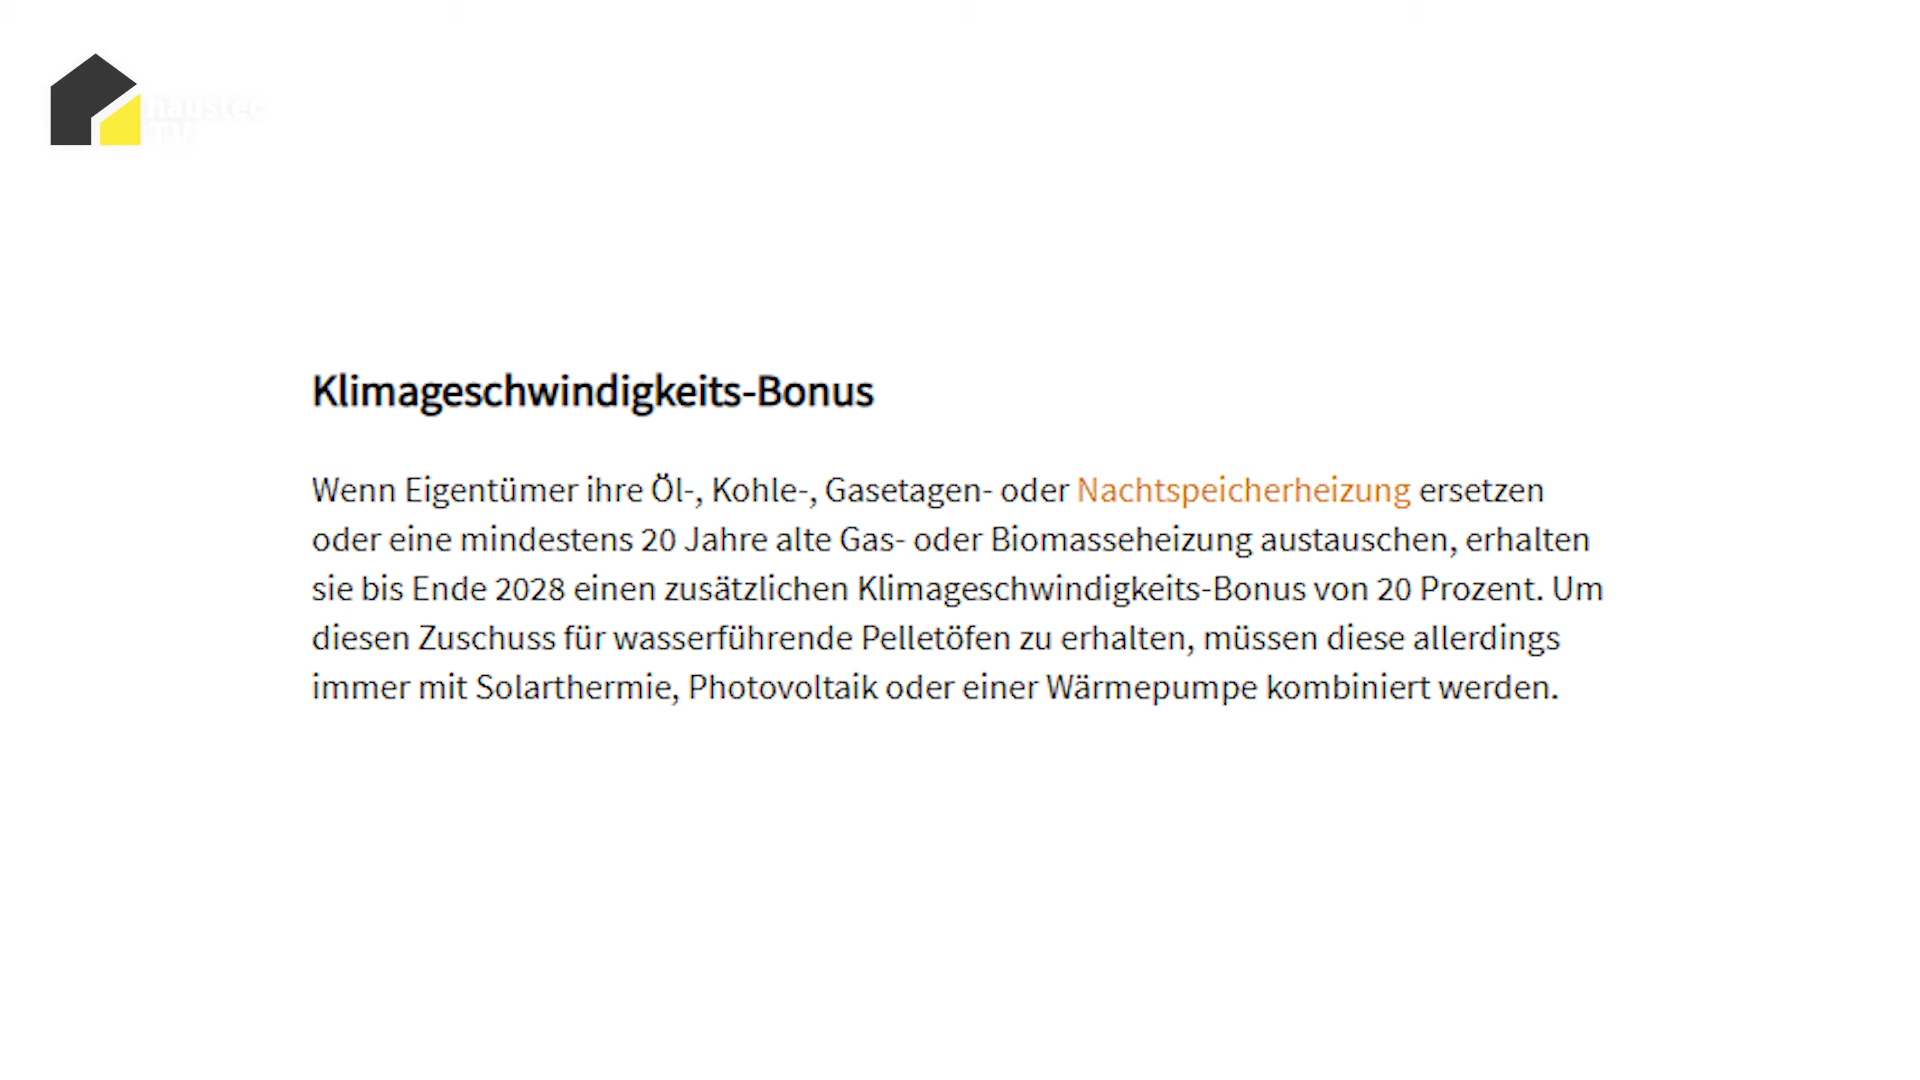 haustec
TV
Klimageschwindigkeits-Bonus
Wenn Eigentümer ihre Öl-, Kohle-, Gasetagen- oder Nachtspeicherheizung ersetzen
oder eine mindestens 20 Jahre alte Gas- oder Biomasseheizung austauschen, erhalten
sie bis Ende 2028 einen zusätzlichen Klimageschwindigkeits-Bonus von 20 Prozent. Um
diesen Zuschuss für wasserführende Pelletöfen zu erhalten, müssen diese allerdings
immer mit Solarthermie, Photovoltaik oder einer Wärmepumpe kombiniert werden.